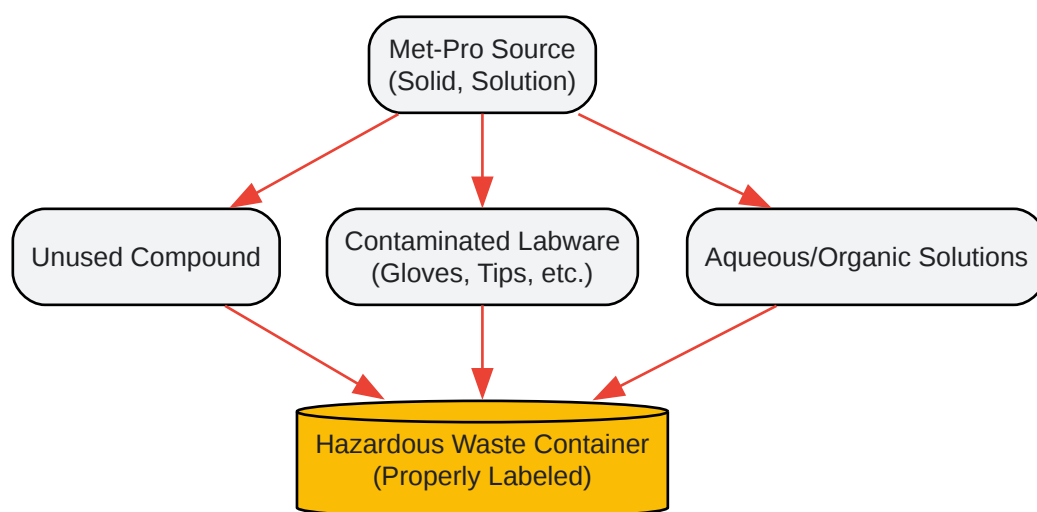 Met-Pro Source
(Solid, Solution)
Unused Compound
Contaminated Labware
(Gloves, Tips, etc.)
Aqueous/Organic Solutions
Hazardous Waste Container
(Properly Labeled)